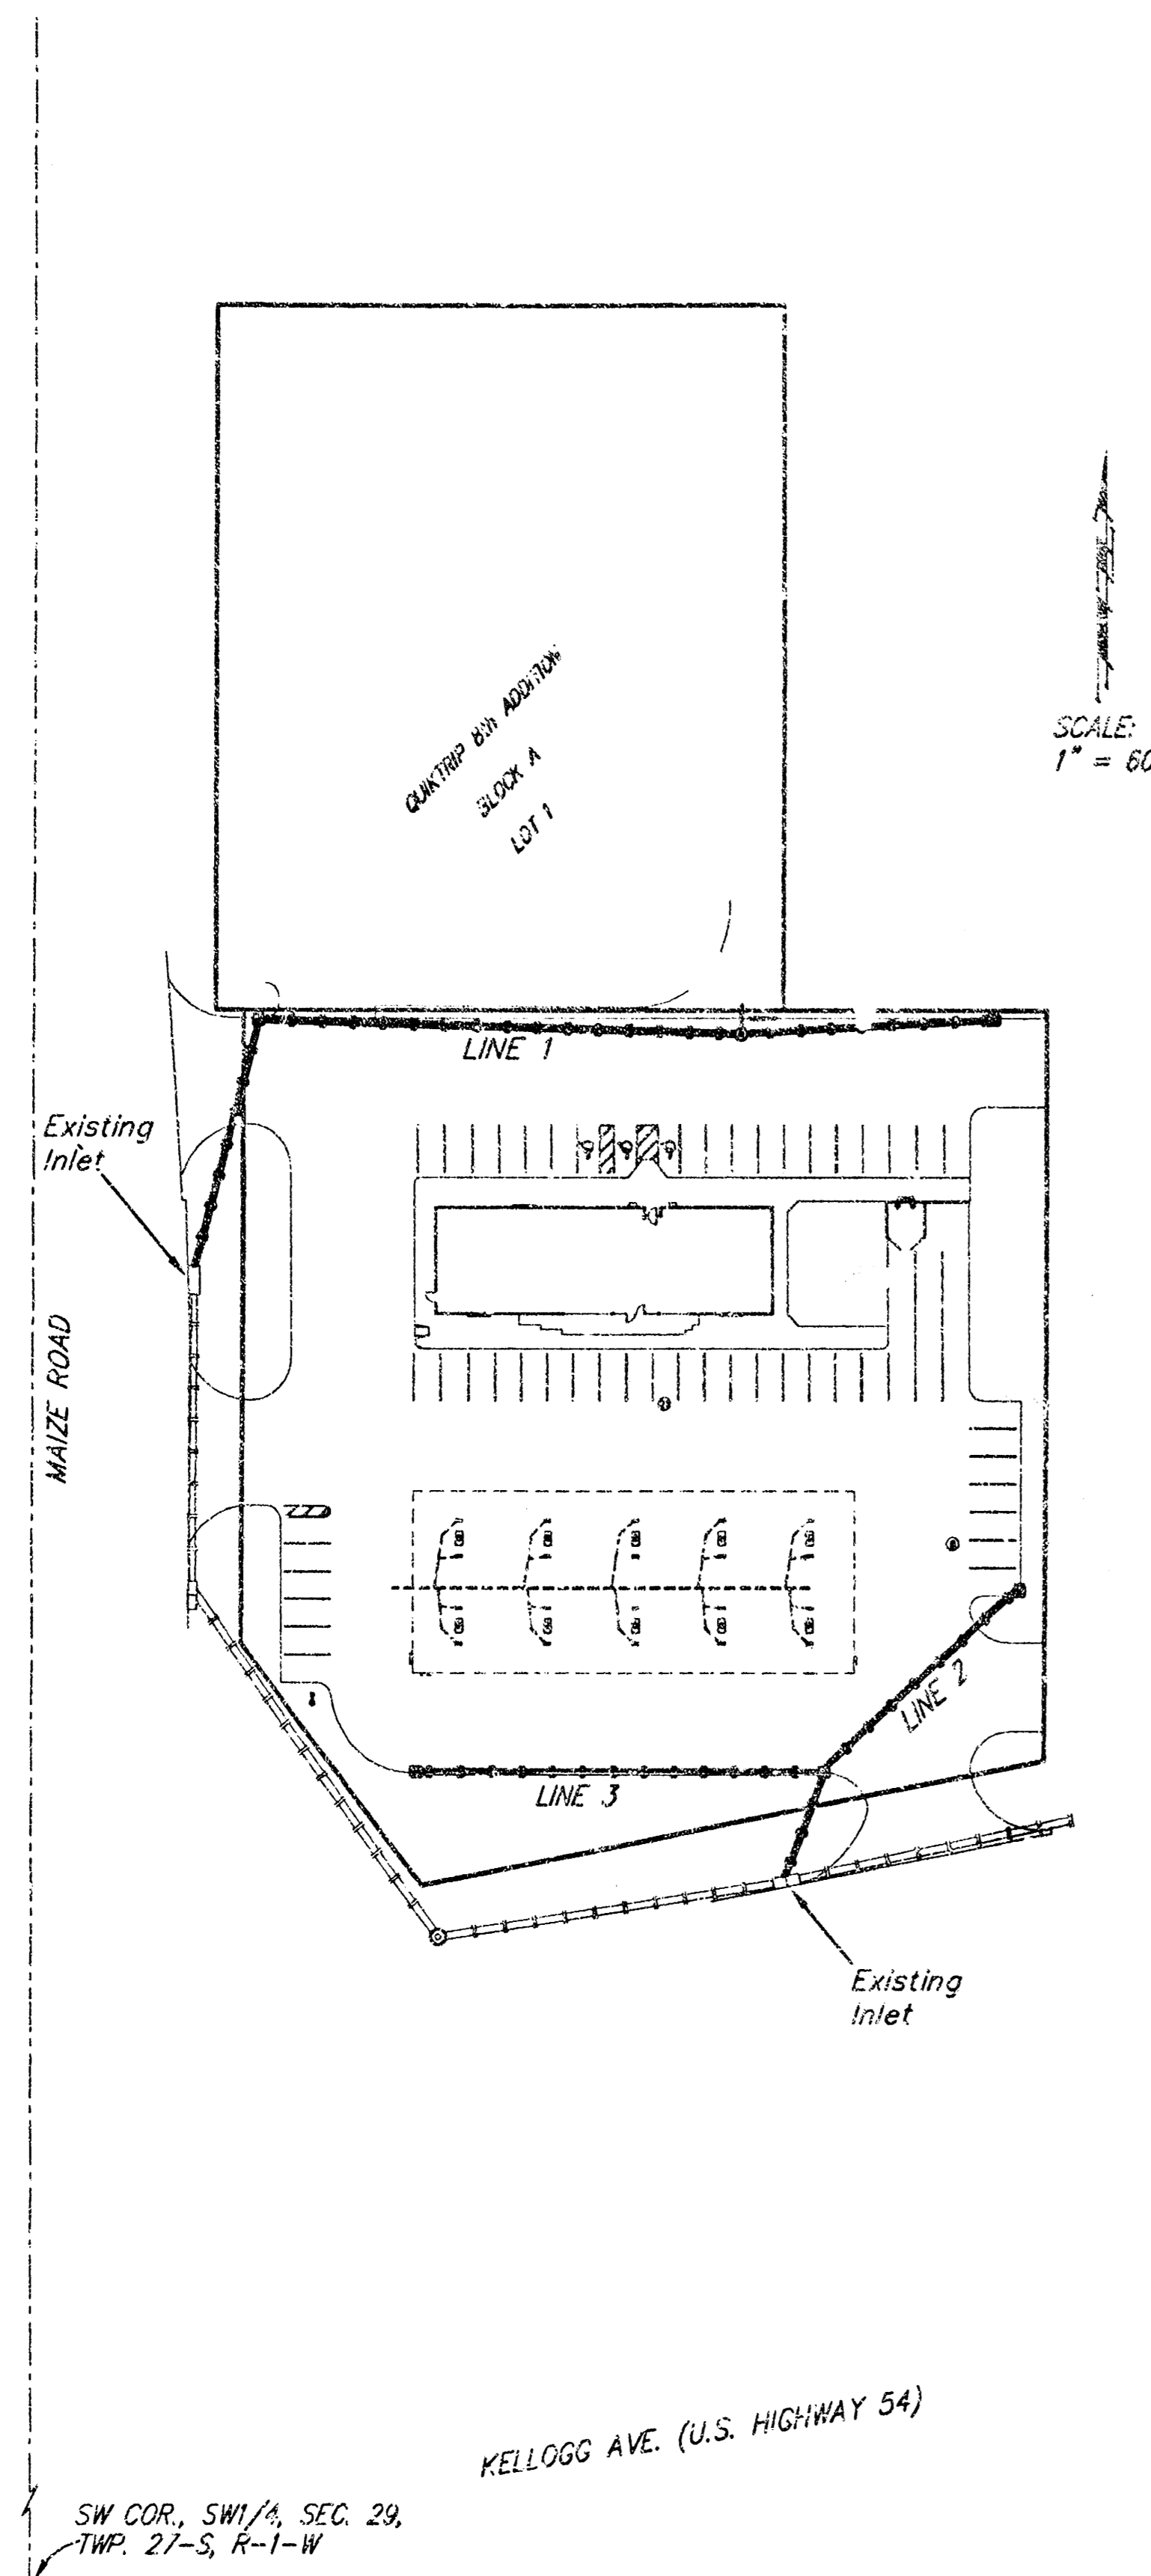 QUIKTRIP 8th ADDITION
BLOCK A
LOT 1
SCALE:
1" = 60
LINE 1
Existing
Inlet
MAIZE ROAD
LINE 2
LINE 3
Existing
Inlet
KELLOGG AVE. (U.S. HIGHWAY 54)
SW COR., SW1/4, SEC. 29,
TWP. 27-S, R-1-W